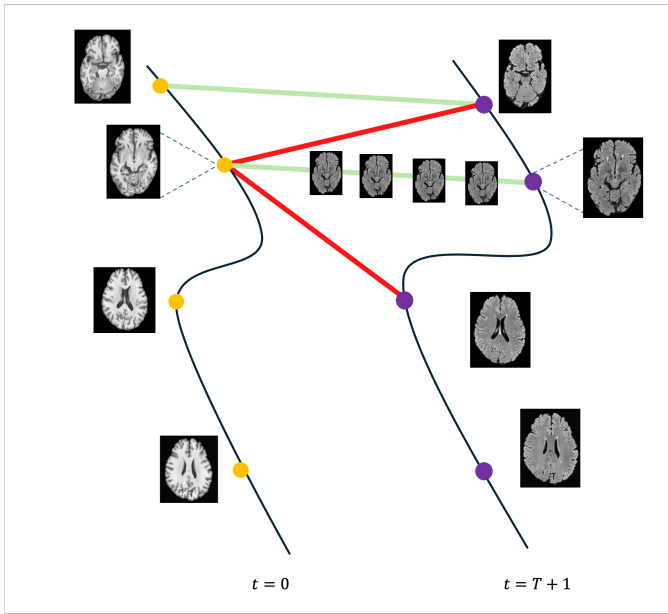 t = 0
t = T + 1